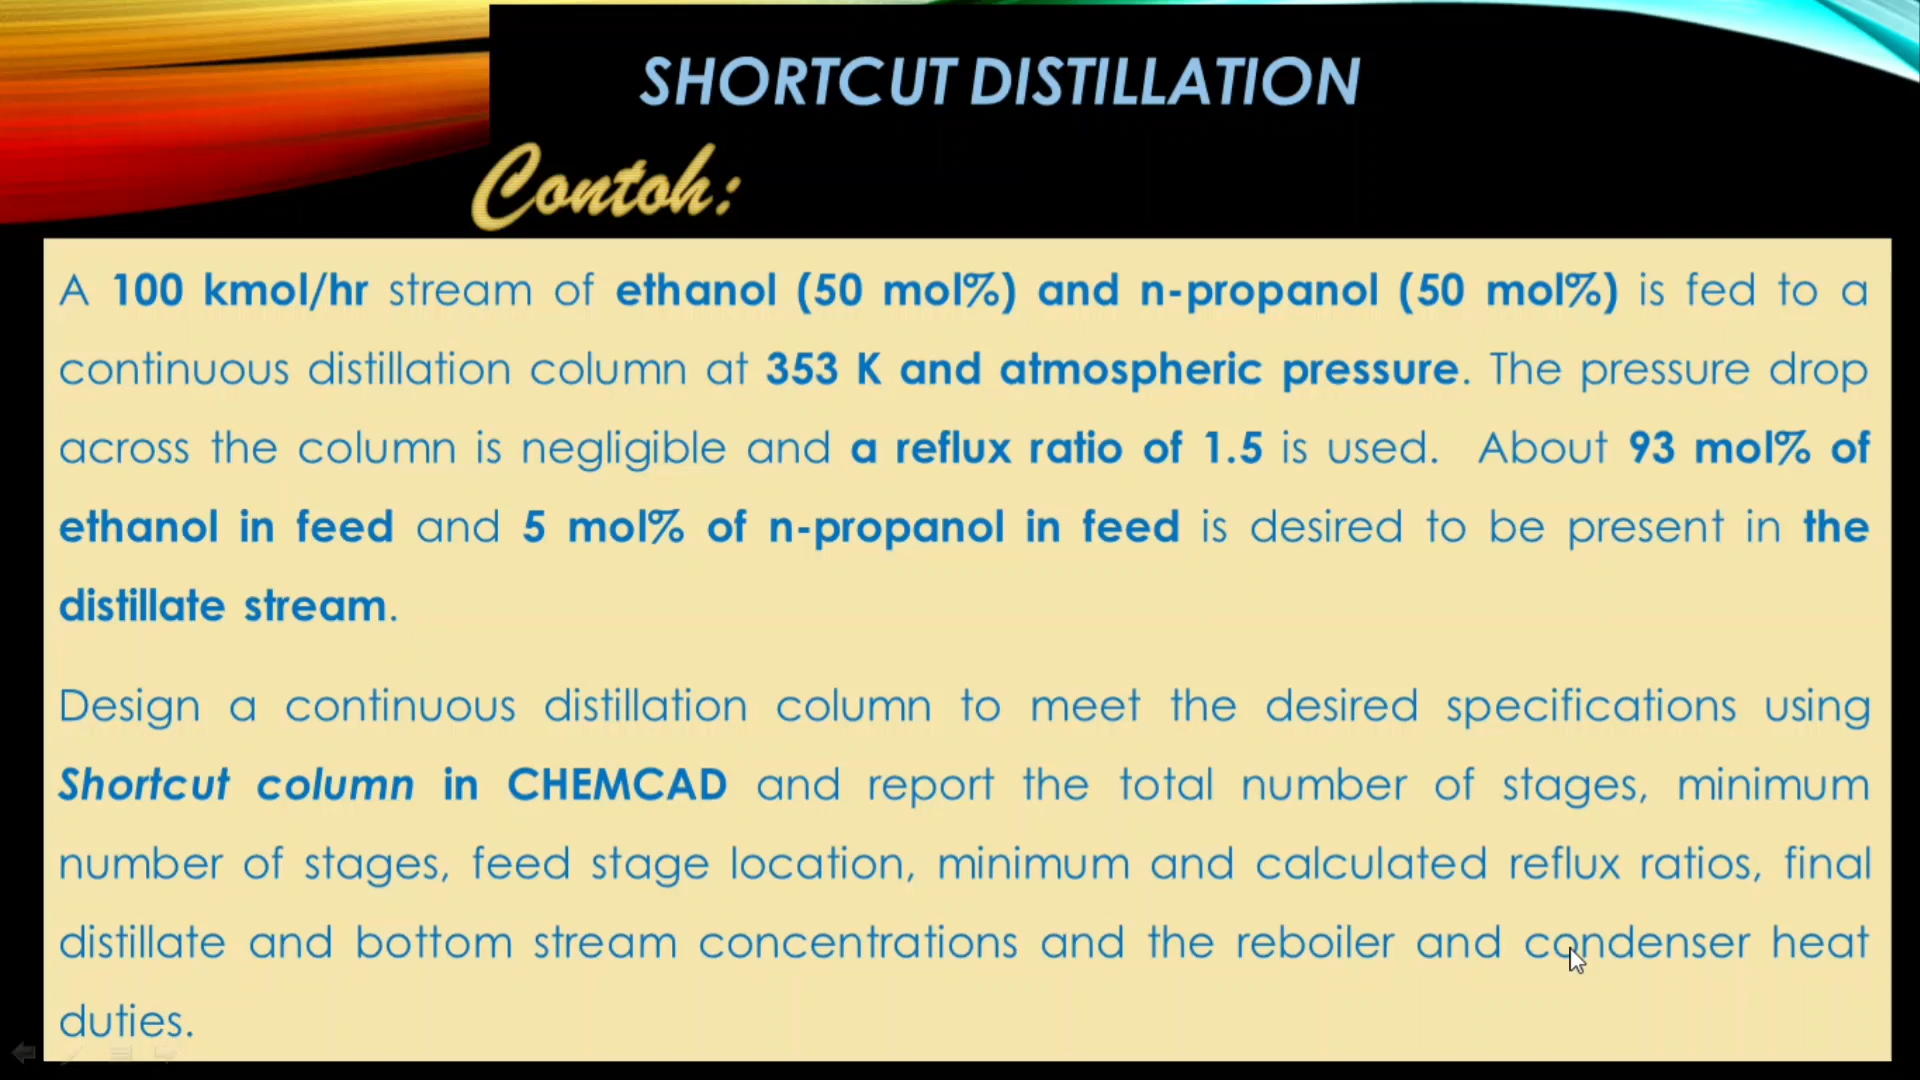 SHORTCUT DISTILLATION
Contoh:
A 100 kmol/hr stream of ethanol (50 mol%) and n-propanol (50 mol%) is fed to a
continuous distillation column at 353 K and atmospheric pressure. The pressure drop
across the column is negligible and a reflux ratio of 1.5 is used. About 93 mol% of
ethanol in feed and 5 mol% of n-propanol in feed is desired to be present in the
distillate stream.
Design a continuous distillation column to meet the desired specifications using
Shortcut column in CHEMCAD and report the total number of stages, minimum
number of stages, feed stage location, minimum and calculated reflux ratios, final
distillate and bottom stream concentrations and the reboiler and condenser heat
duties.